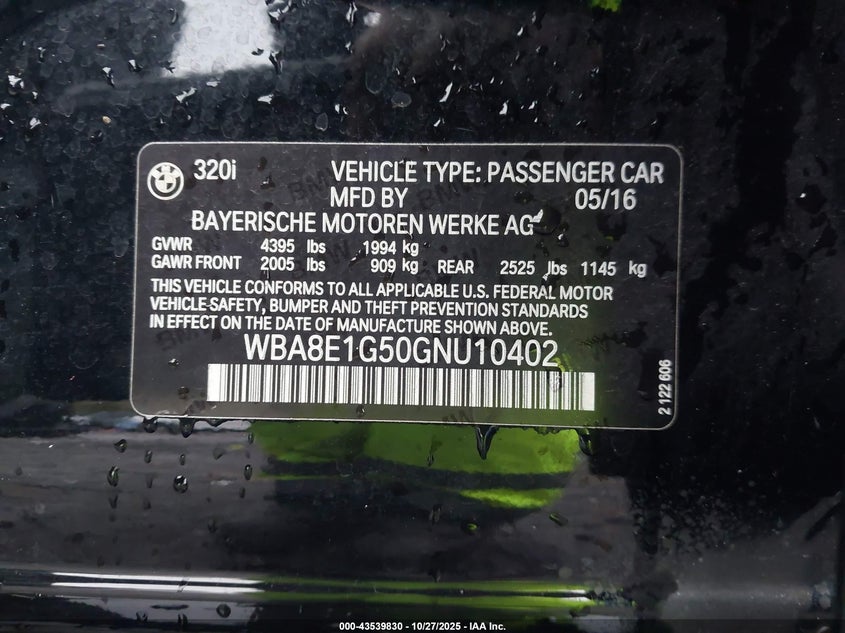 320i VEHICLE TYPE: PASSENGER CAR
MFD BY 05/16
BAYERISCHE MOTOREN WERKE AG
GVWR 4395 lbs 1994 kg
GAWR FRONT 2005 lbs 909 kg REAR 2525 lbs 1145 kg
THIS VEHICLE CONFORMS TO ALL APPLICABLE U.S. FEDERAL MOTOR
VEHICLE-SAFETY, BUMPER AND THEFT PREVENTION STANDARDS
IN EFFECT ON THE DATE OF MANUFACTURE SHOWN ABOVE.
WBA8E1G50GNU10402
2 122 606
000-43539830 - 10/27/2025 - IAA Inc.